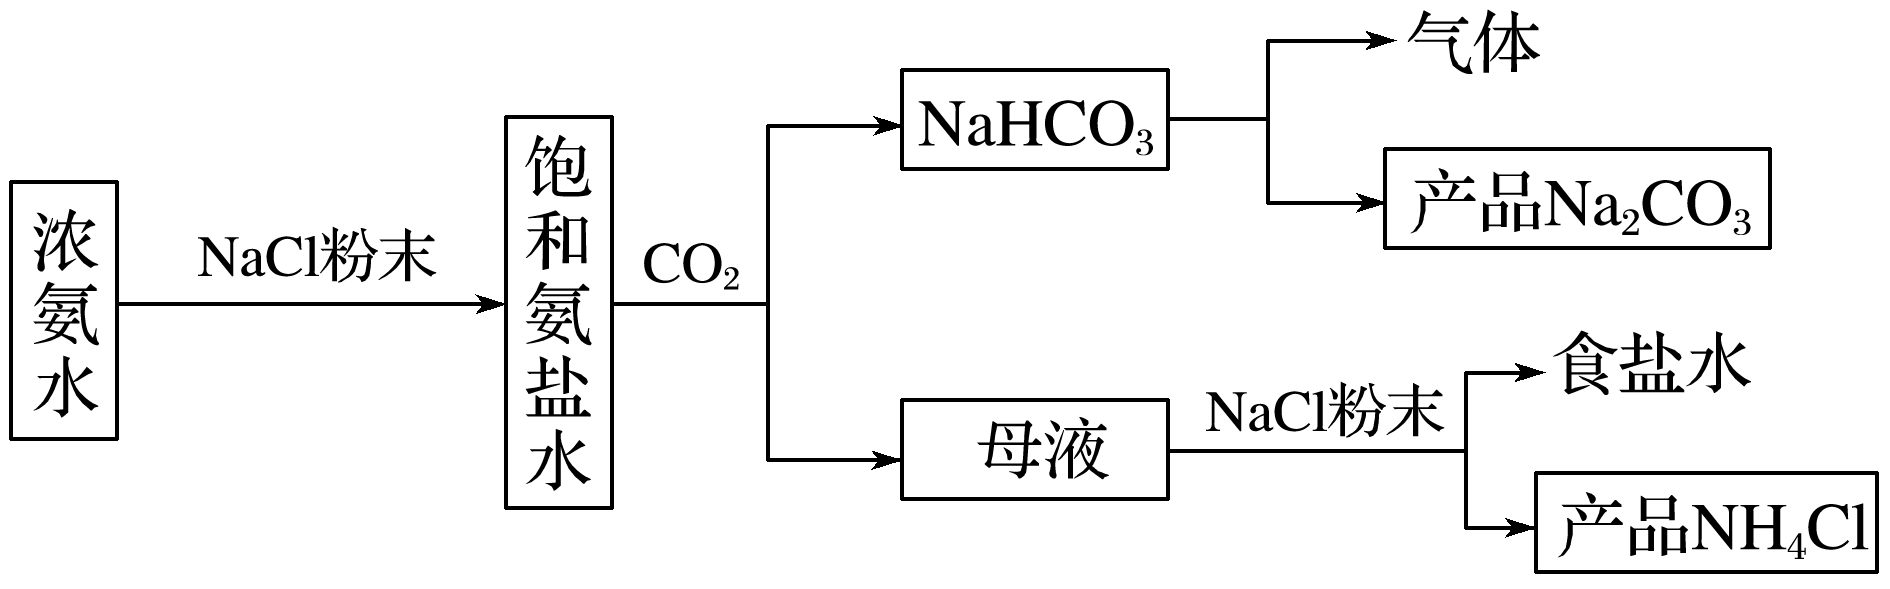 浓氨水
NaCl粉末
饱和氨盐水
CO₂
NaHCO₃
气体
产品Na₂CO₃
母液
NaCl粉末
食盐水
产品NH₄Cl